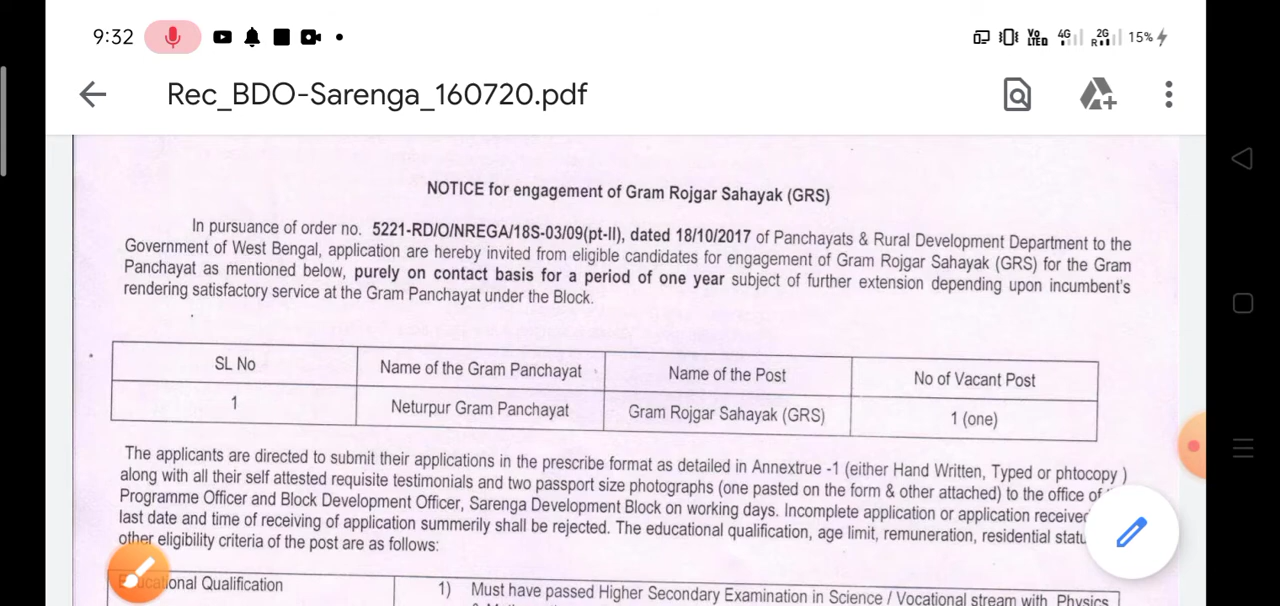 9:32
Vo
LTED
4G
2G
R
15%
Rec_BDO-Sarenga_160720.pdf
NOTICE for engagement of Gram Rojgar Sahayak (GRS)
In pursuance of order no. 5221-RD/O/NREGA/18S-03/09(pt-II), dated 18/10/2017 of Panchayats & Rural Development Department to the
Government of West Bengal, application are hereby invited from eligible candidates for engagement of Gram Rojgar Sahayak (GRS) for the Gram
Panchayat as mentioned below, purely on contact basis for a period of one year subject of further extension depending upon incumbent's
rendering satisfactory service at the Gram Panchayat under the Block.
SL No Name of the Gram Panchayat Name of the Post No of Vacant Post
1 Neturpur Gram Panchayat Gram Rojgar Sahayak (GRS) 1 (one)
The applicants are directed to submit their applications in the prescribe format as detailed in Annextrue -1 (either Hand Written, Typed or phtocopy )
along with all their self attested requisite testimonials and two passport size photographs (one pasted on the form & other attached) to the office of
Programme Officer and Block Development Officer, Sarenga Development Block on working days. Incomplete application or application received
last date and time of receiving of application summerily shall be rejected. The educational qualification, age limit, remuneration, residential
other eligibility criteria of the post are as follows:
Educational Qualification 1) Must have passed Higher Secondary Examination in Science / Vocational stream with Physics